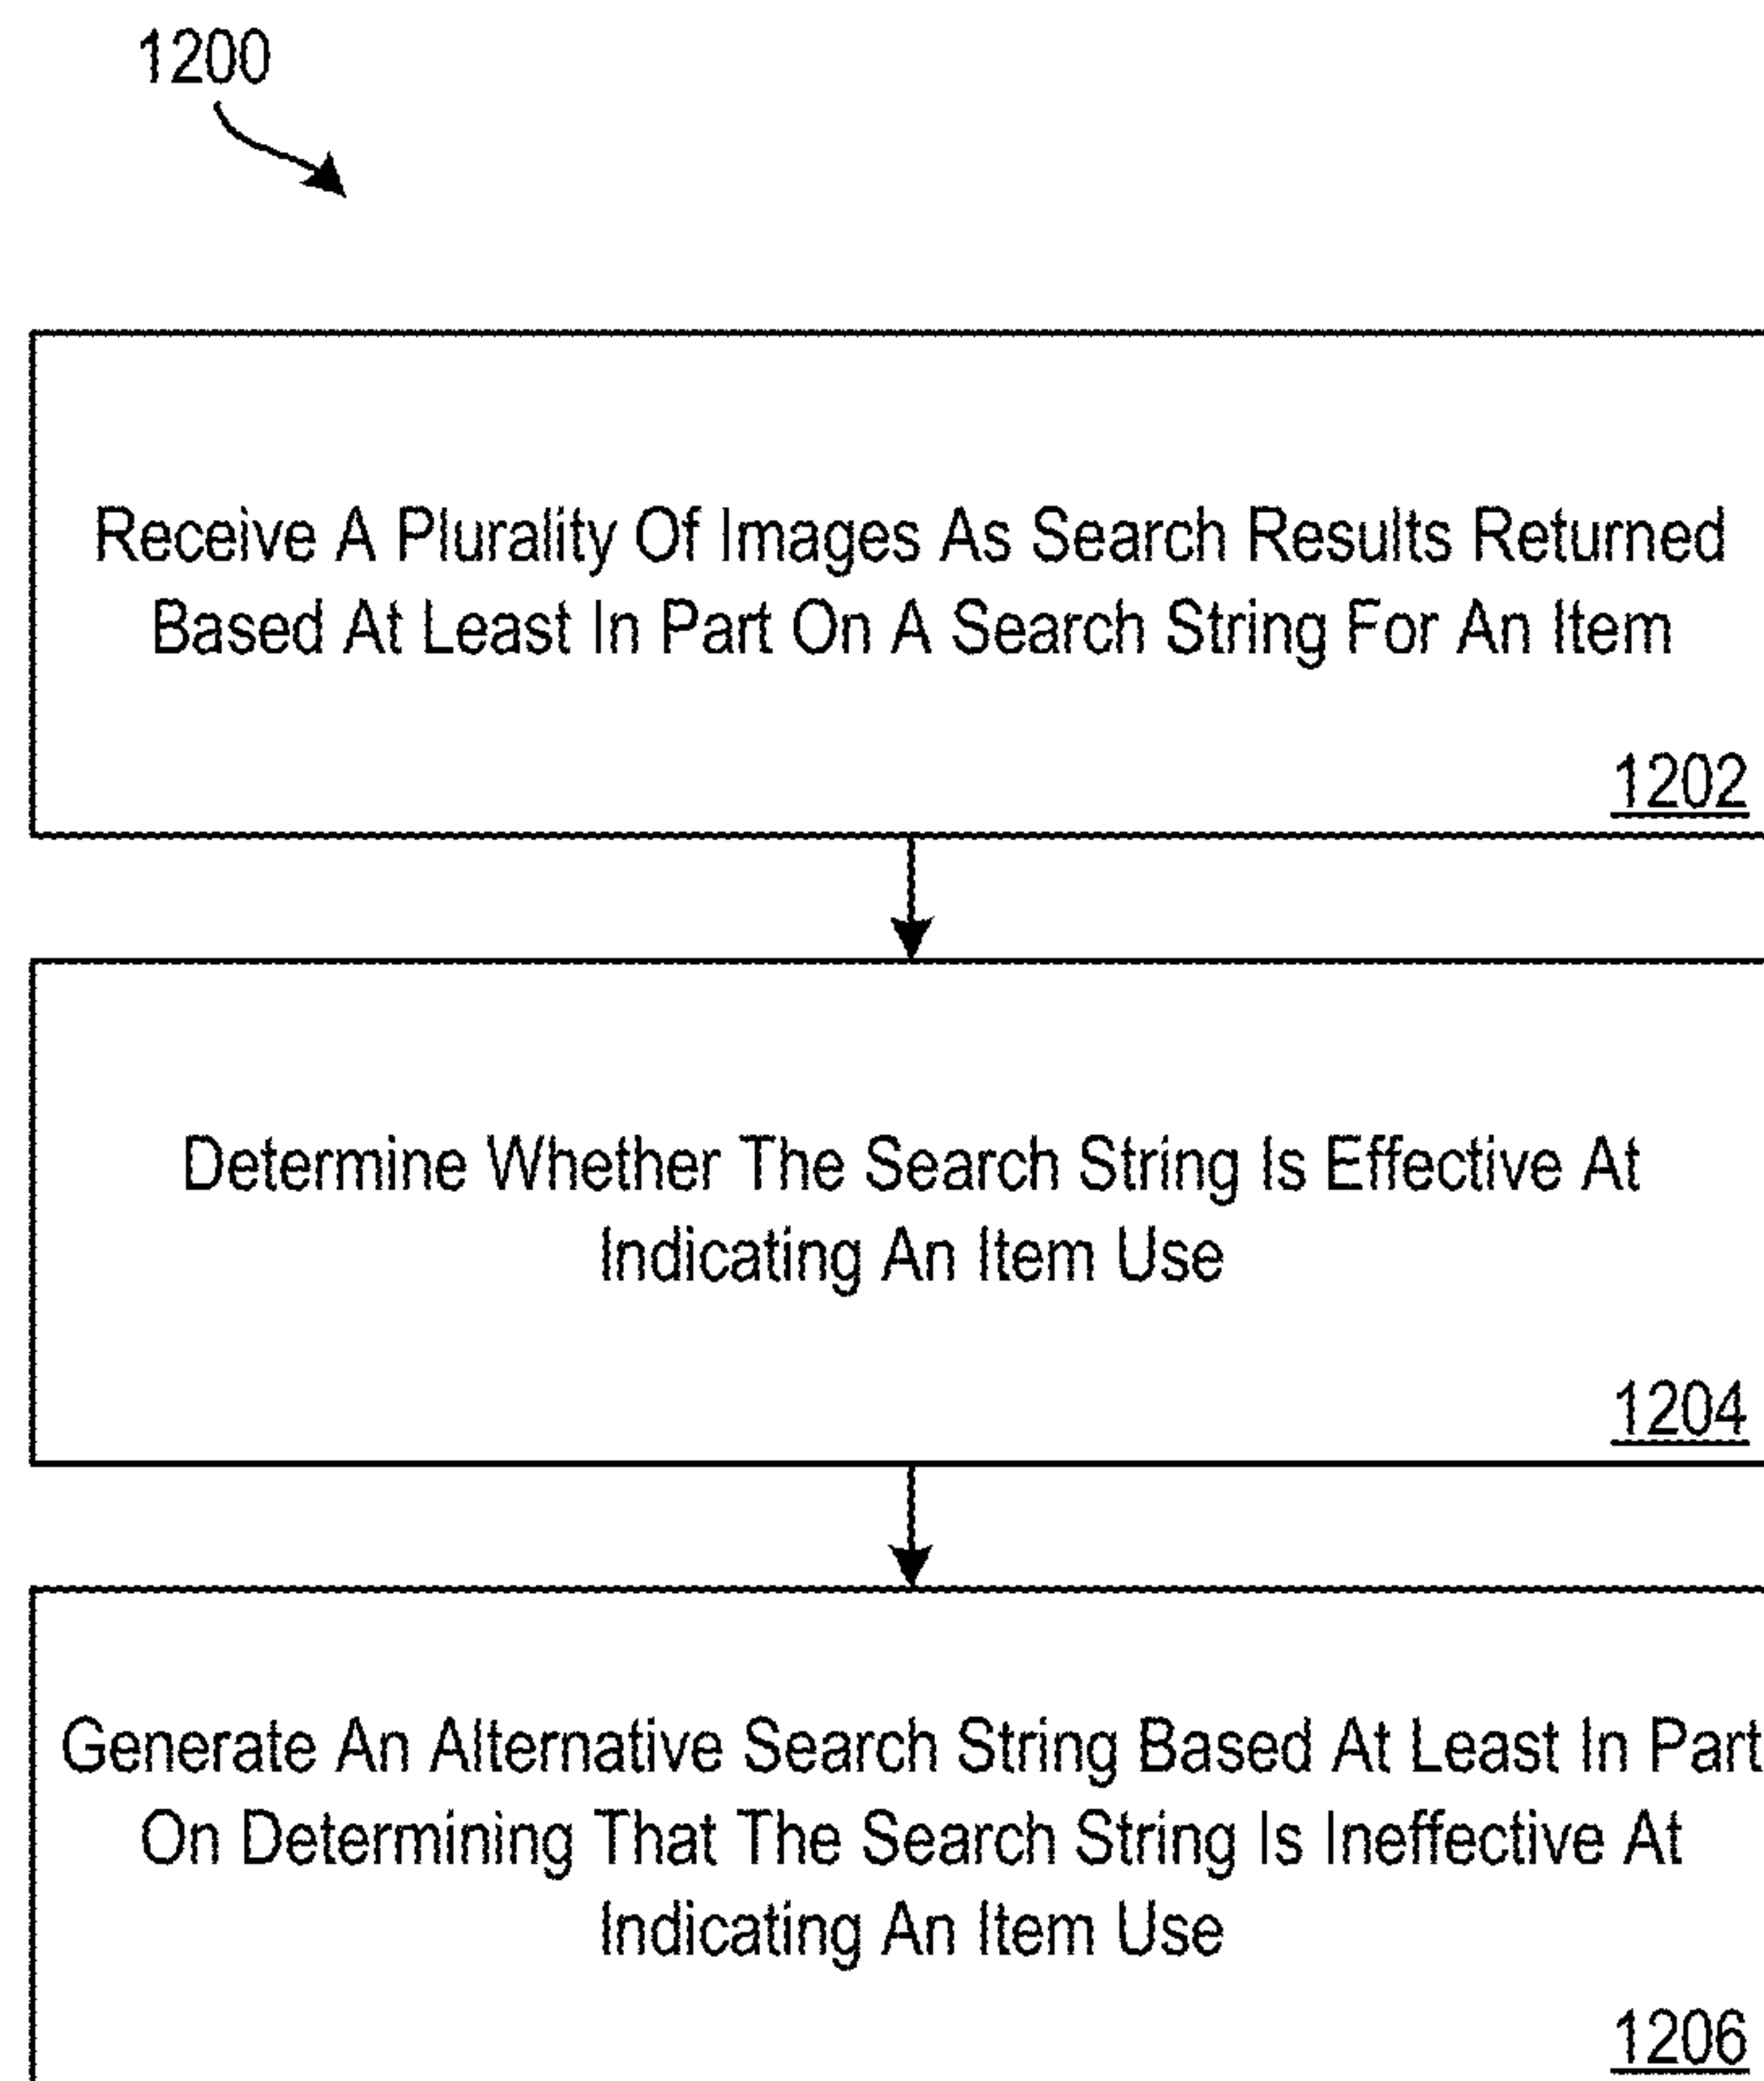 1200
Receive A Plurality Of Images As Search Results Returned
Based At Least In Part On A Search String For An Item
1202
Determine Whether The Search String Is Effective At
Indicating An Item Use
1204
Generate An Alternative Search String Based At Least In Part
On Determining That The Search String Is Ineffective At
Indicating An Item Use
1206